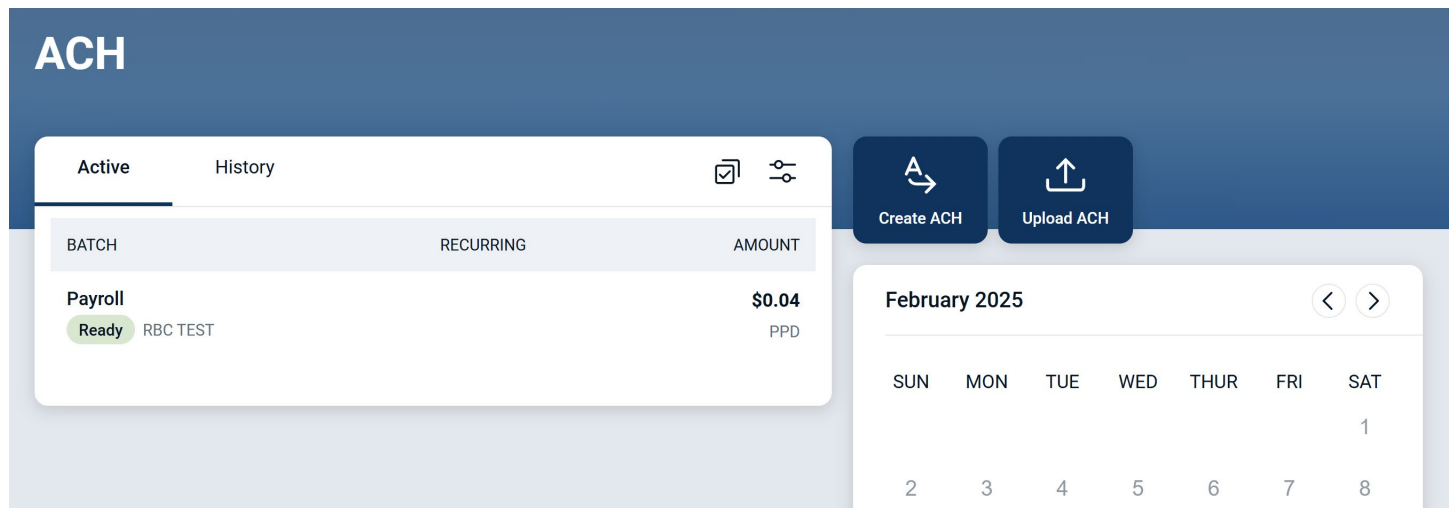 ACH
Active History
BATCH RECURRING AMOUNT
Payroll $0.04
Ready RBC TEST PPD
Create ACH Upload ACH
February 2025
SUN MON TUE WED THUR FRI SAT
1
2 3 4 5 6 7 8